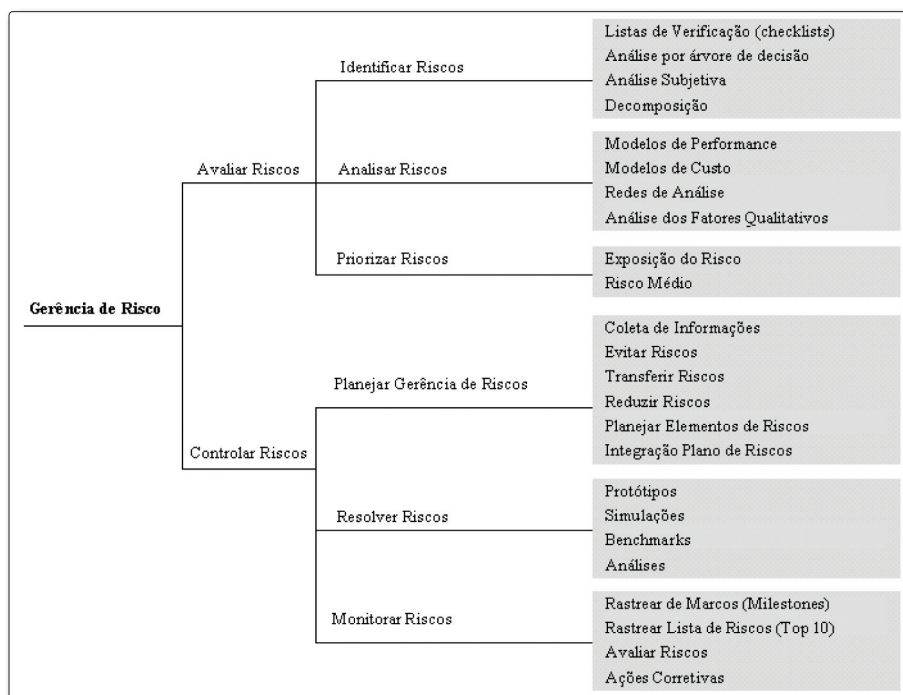 Gerência de Risco
Avaliar Riscos
Identificar Riscos
Listas de Verificação (checklists)
Análise por árvore de decisão
Análise Subjetiva
Decomposição
Analisar Riscos
Modelos de Performance
Modelos de Custo
Redes de Análise
Análise dos Fatores Qualitativos
Priorizar Riscos
Exposição do Risco
Risco Médio
Controlar Riscos
Planejar Gerência de Riscos
Coleta de Informações
Evitar Riscos
Transferir Riscos
Reduzir Riscos
Planejar Elementos de Riscos
Integração Plano de Riscos
Resolver Riscos
Protótipos
Simulações
Benchmarks
Análises
Monitorar Riscos
Rastrear de Marcos (Milestones)
Rastrear Lista de Riscos (Top 10)
Avaliar Riscos
Ações Corretivas